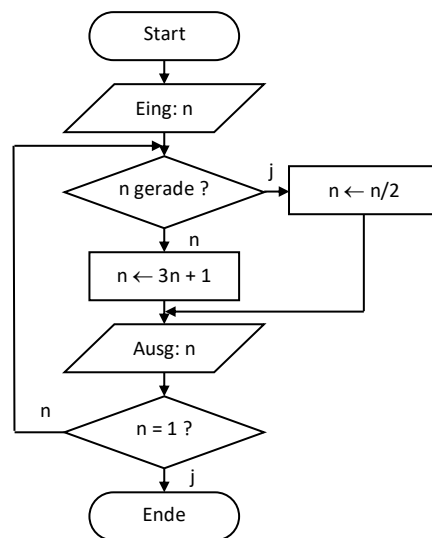 Start
Eing: n
n gerade ?
j
n ← n/2
n
n ← 3n + 1
Ausg: n
n
n = 1 ?
j
Ende